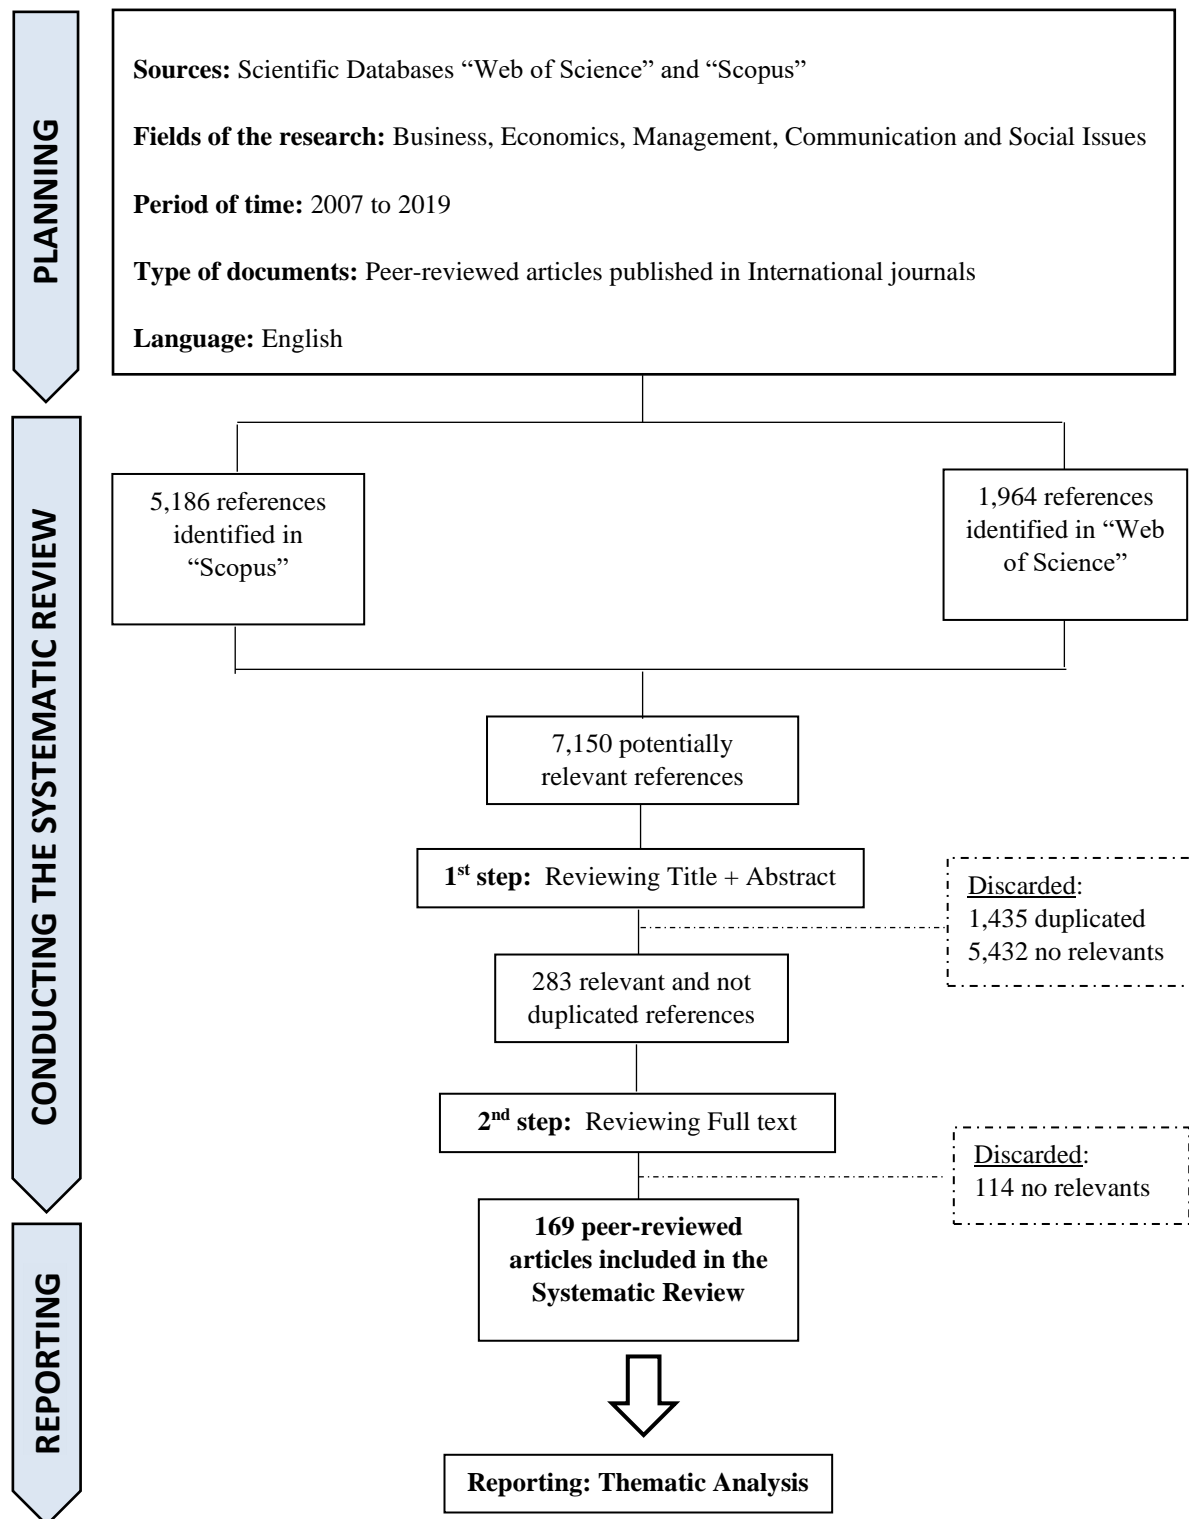 PLANNING
Sources: Scientific Databases “Web of Science” and “Scopus”
Fields of the research: Business, Economics, Management, Communication and Social Issues
Period of time: 2007 to 2019
Type of documents: Peer-reviewed articles published in International journals
Language: English
CONDUCTING THE SYSTEMATIC REVIEW
5,186 references
identified in
“Scopus”
1,964 references
identified in “Web
of Science”
7,150 potentially
relevant references
1st step: Reviewing Title + Abstract
Discarded:
1,435 duplicated
5,432 no relevants
283 relevant and not
duplicated references
2nd step: Reviewing Full text
Discarded:
114 no relevants
REPORTING
169 peer-reviewed
articles included in the
Systematic Review
Reporting: Thematic Analysis